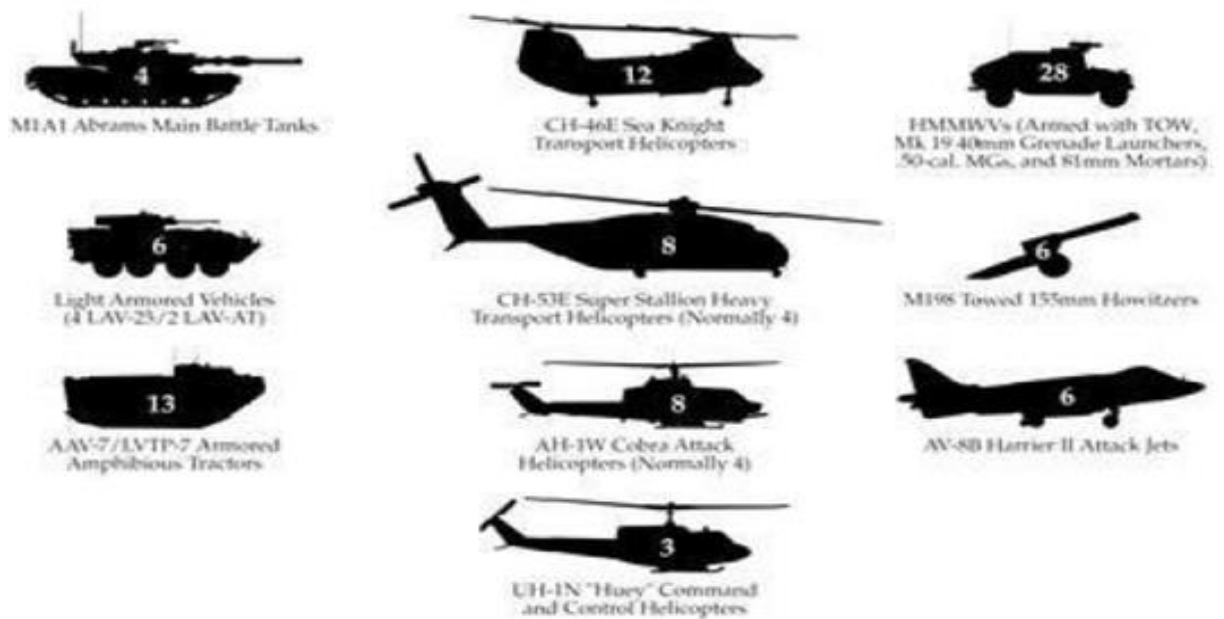 4
M1A1 Abrams Main Battle Tanks
12
CH-46E Sea Knight
Transport Helicopters
28
HMMWVs (Armed with TOW,
Mk 19 40mm Grenade Launchers,
.50-cal. MGs, and 81mm Mortars)
6
Light Armored Vehicles
(4 LAV-25/2 LAV-AT)
8
CH-53E Super Stallion Heavy
Transport Helicopters (Normally 4)
6
M198 Towed 155mm Howitzers
13
AAV-7/LVTP-7 Armored
Amphibious Tractors
8
AH-1W Cobra Attack
Helicopters (Normally 4)
6
AV-8B Harrier II Attack Jets
3
UH-1N "Huey" Command
and Control Helicopters